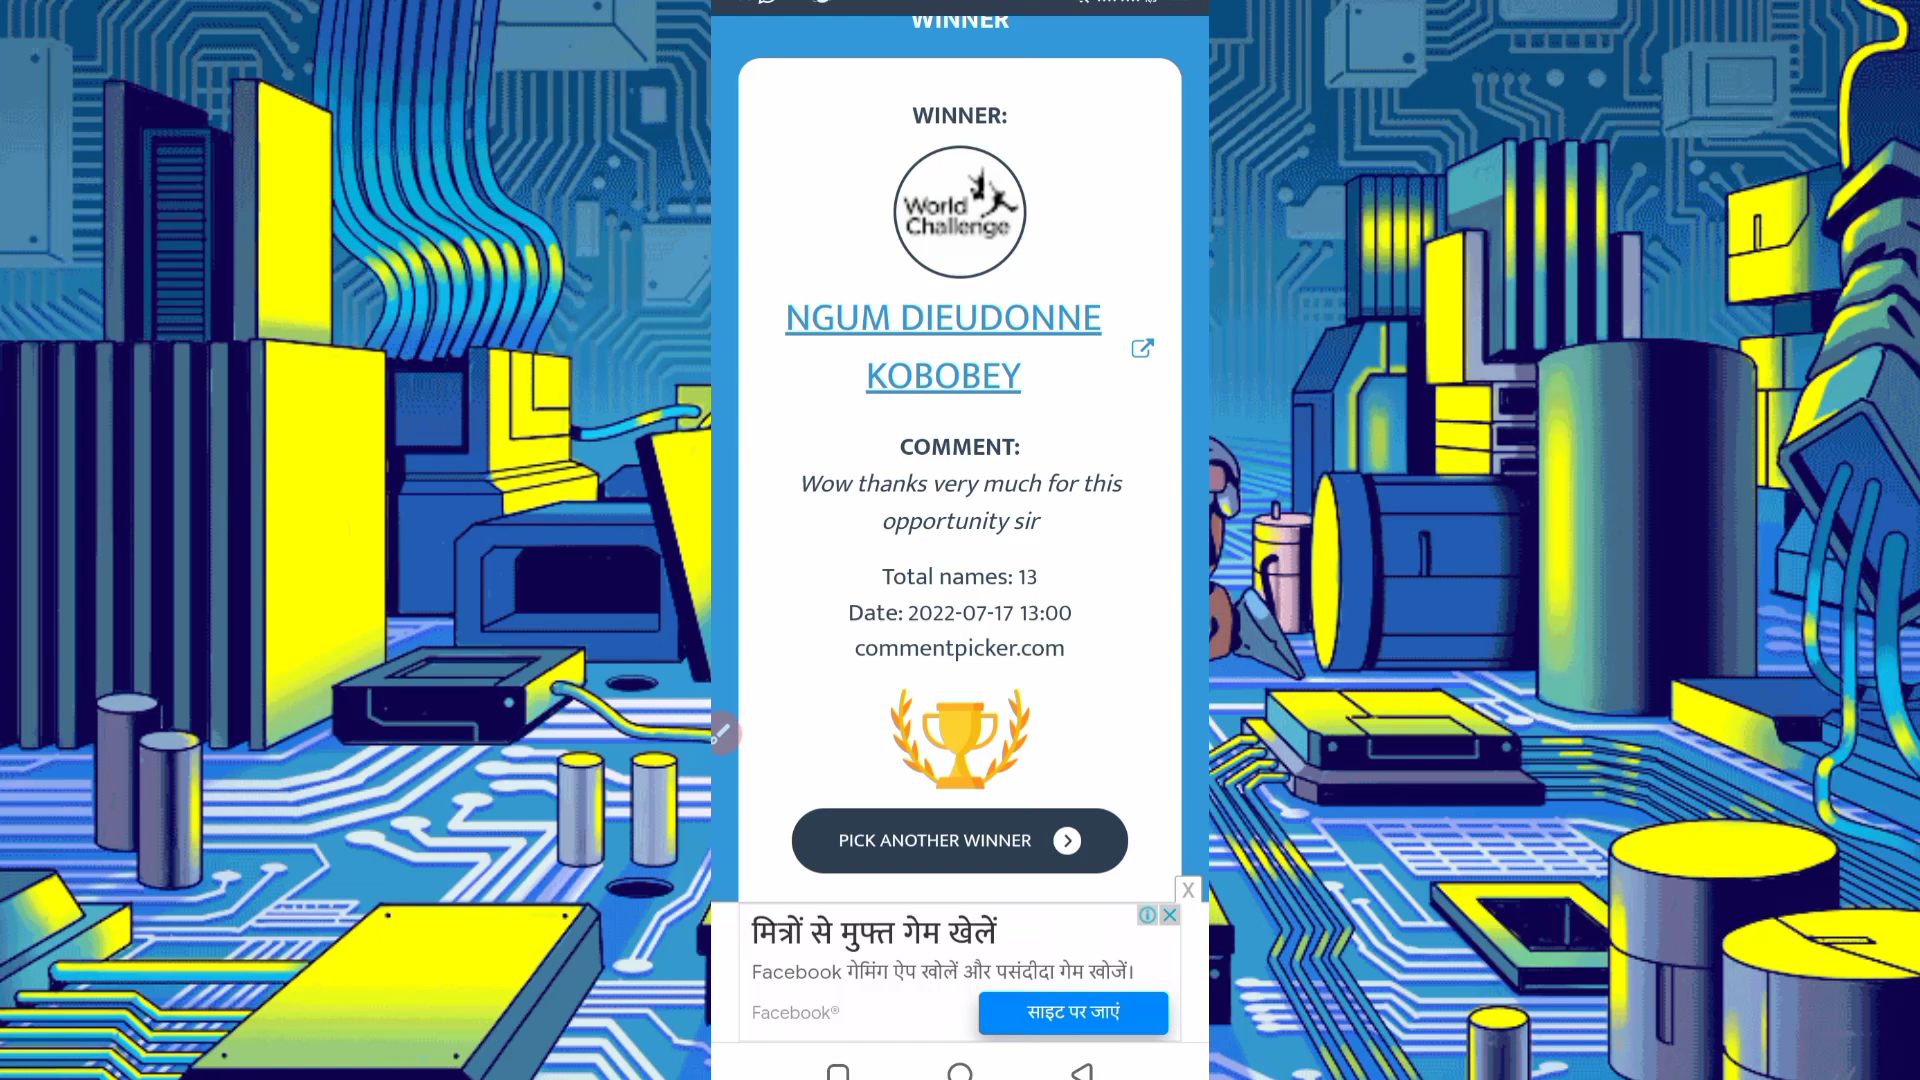 WINNER
WINNER:
World
Challenge
NGUM DIEUDONNE
KOBOBEY
COMMENT:
Wow thanks very much for this
opportunity sir
Total names: 13
Date: 2022-07-17 13:00
commentpicker.com
PICK ANOTHER WINNER
X
मित्रों से मुफ्त गेम खेलें
Facebook गेमिंग ऐप खोलें और पसंदीदा गेम खोजें।
Facebook®
साइट पर जाएं